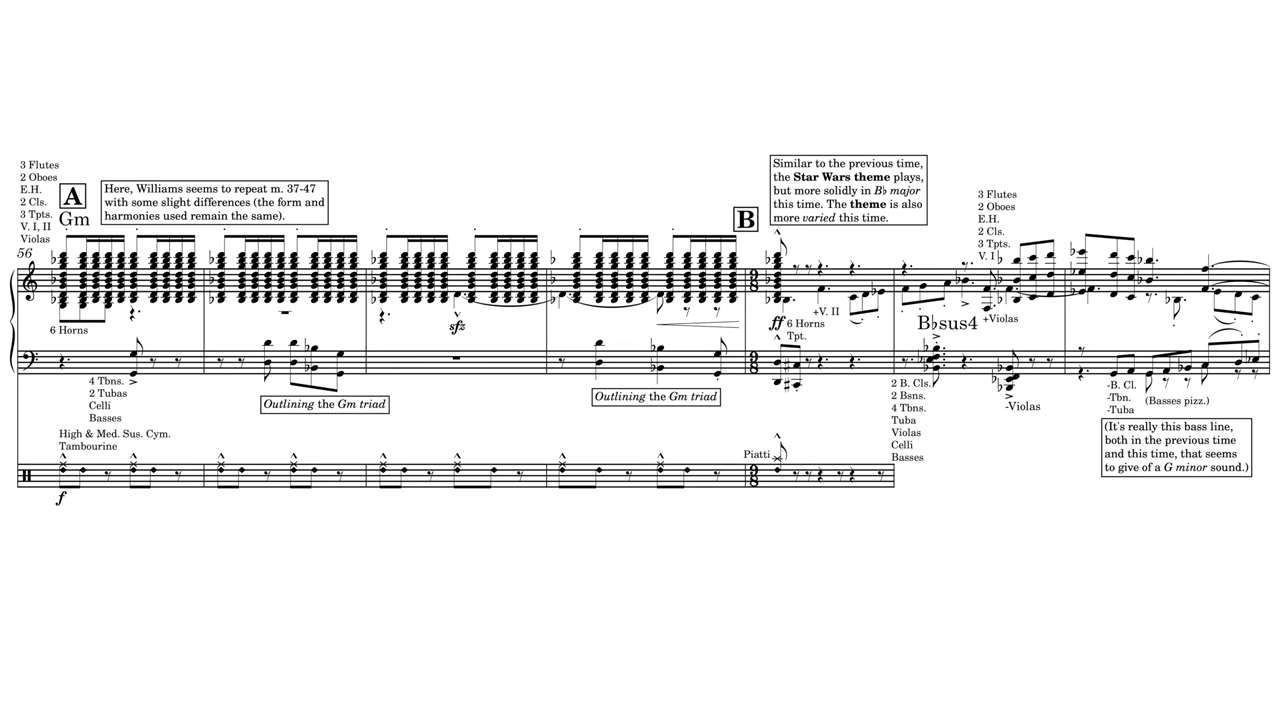 3 Flutes
2 Oboes
E.H.
2 Cls.
3 Tpts.
V. I, II
Violas
A
Gm
Here, Williams seems to repeat m. 37-47
with some slight differences (the form and
harmonies used remain the same).
56
6 Horns
4 Tbns.
2 Tubas
Celli
Basses
High & Med. Sus. Cym.
Tambourine
f
Outlining the Gm triad
sfz
Outlining the Gm triad
B
Similar to the previous time,
the Star Wars theme plays,
but more solidly in B♭ major
this time. The theme is also
more varied this time.
9
8
ff
6 Horns
Tpt.
+V. II
9
8
Piatti
9
8
B♭sus4
2 B. Cls.
2 Bsns.
4 Tbns.
Tuba
Violas
Celli
Basses
3 Flutes
2 Oboes
E.H.
2 Cls.
3 Tpts.
V. I
+Violas
-Violas
-B. Cl.
-Tbn.
-Tuba
(Basses pizz.)
(It's really this bass line,
both in the previous time
and this time, that seems
to give of a G minor sound.)